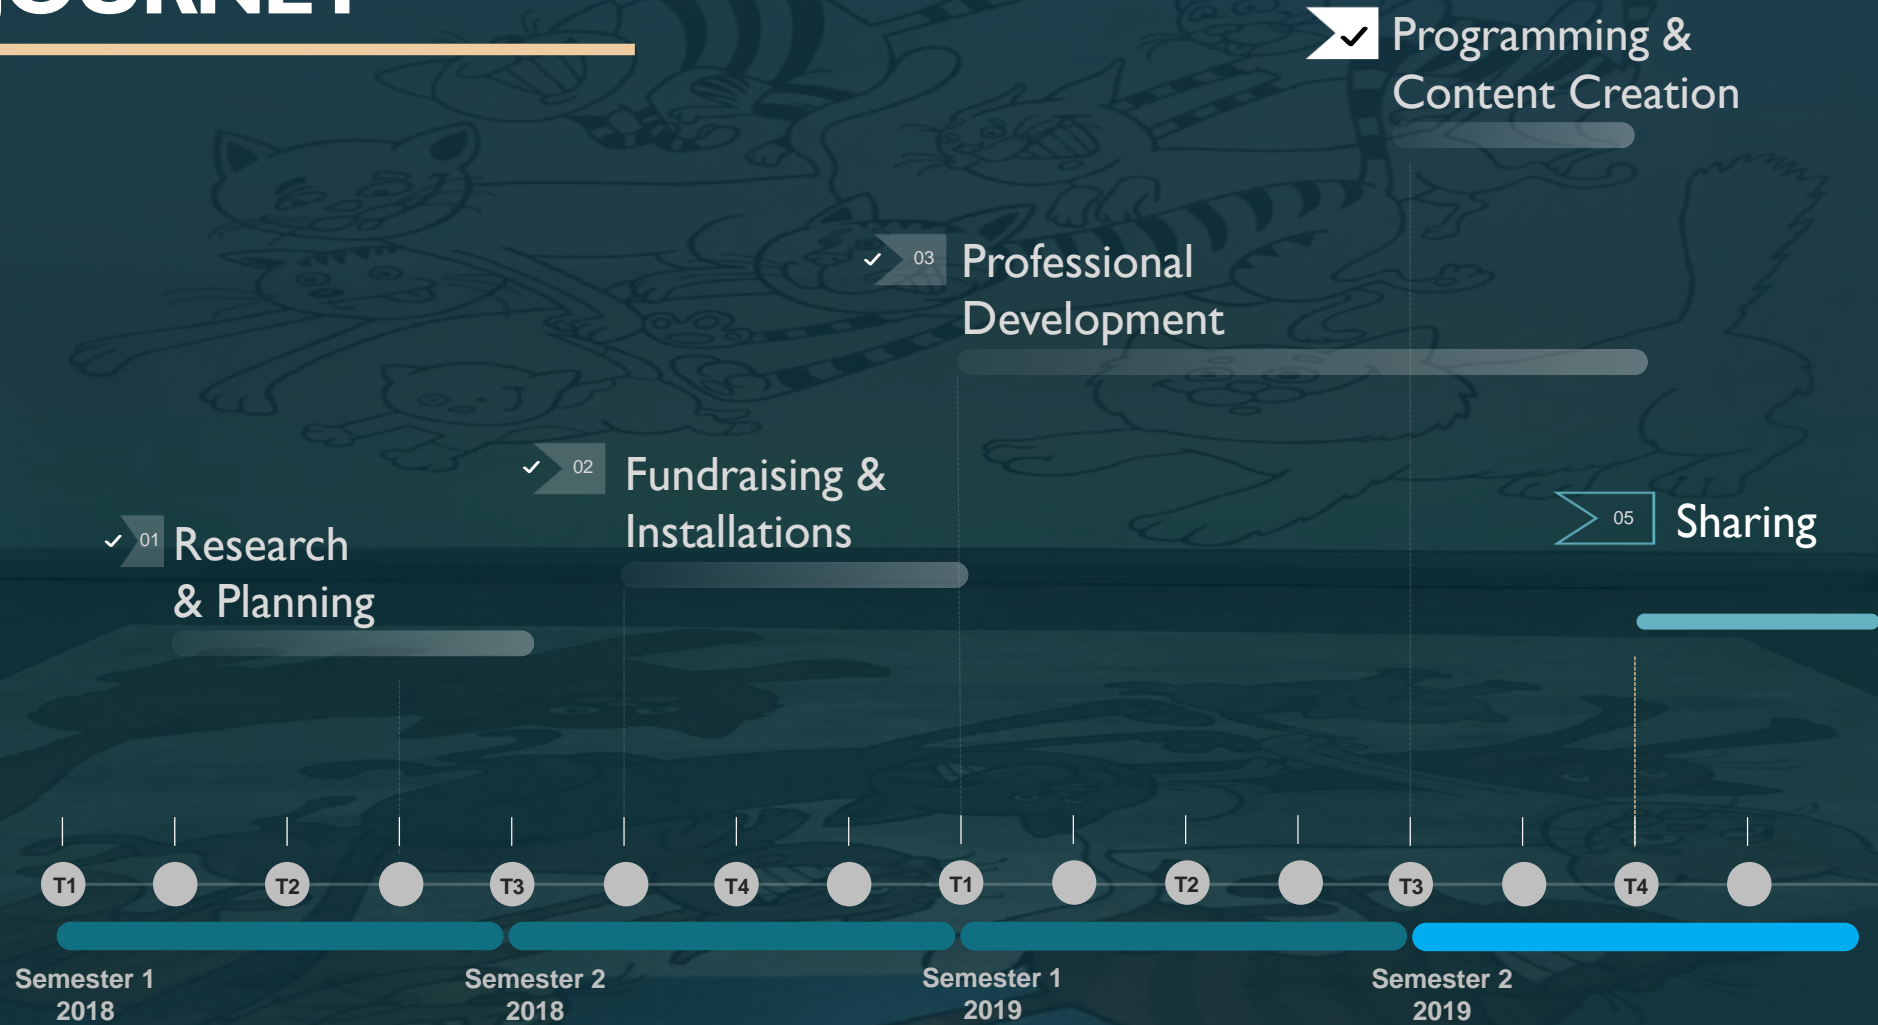 JOURNEY
Programming &
Content Creation
03
Professional
Development
02
Fundraising &
Installations
01
Research
& Planning
05
Sharing
T1
T2
T3
T4
T1
T2
T3
T4
Semester 1
2018
Semester 2
2018
Semester 1
2019
Semester 2
2019